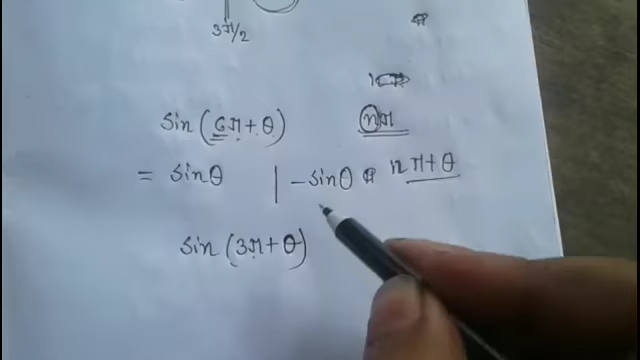 3π/2
sin (6π + θ) nπ
= sinθ | -sinθ nπ + θ
sin (3π + θ)